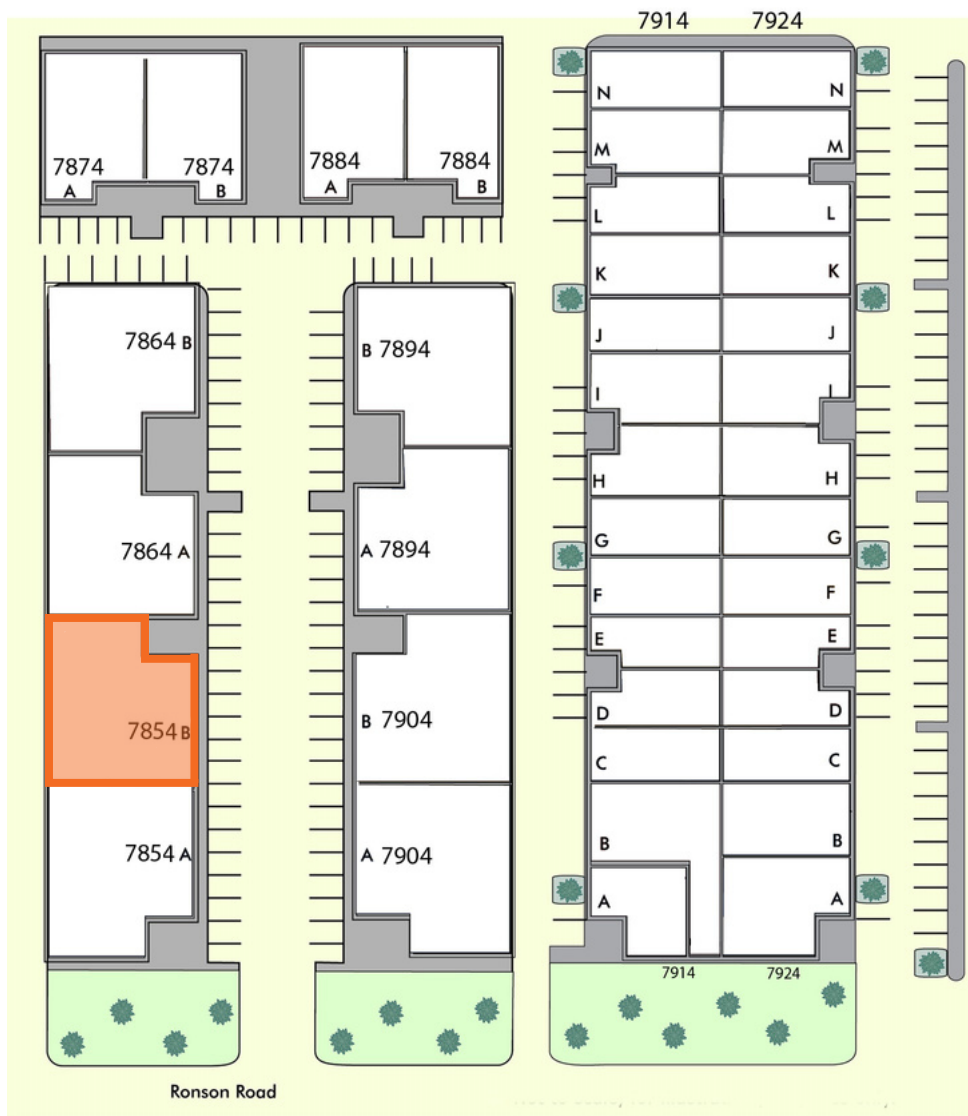 7914 7924
N N
M M
7874 7874 7884 7884
A B A B
L L
K K
J J
7864 B B 7894
I I
H H
G G
7864 A A 7894
F F
E E
D D
7854 B B 7904
C C
B B
7854 A A 7904
A A
7914 7924
Ronson Road